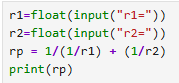 r1=float(input("r1="))
r2=float(input("r2="))
rp = 1/(1/r1) + (1/r2)
print(rp)